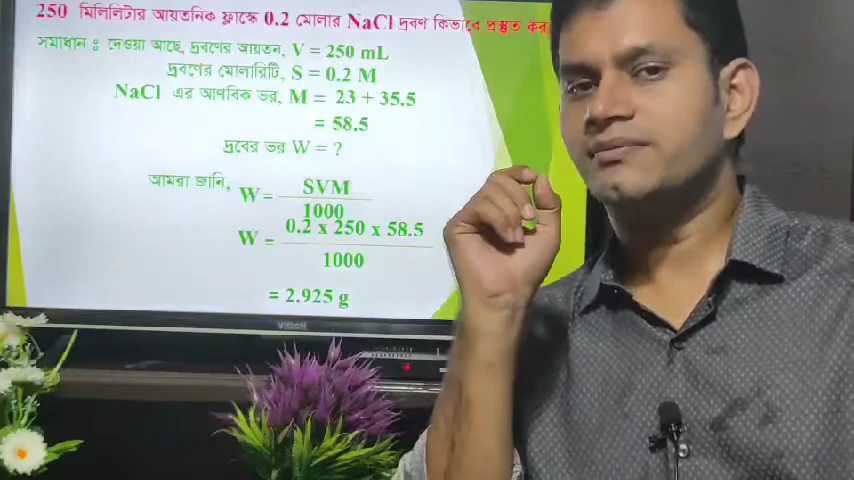 250 মিলিলিটার আয়তনিক ফ্লাস্কে 0.2 মোলার NaCl দ্রবণ কিভাবে প্রস্তুত কর
সমাধান : দেওয়া আছে, দ্রবণের আয়তন, V = 250 mL
দ্রবণের মোলারিটি, S = 0.2 M
NaCl এর আণবিক ভর, M = 23 + 35.5
= 58.5
দ্রবের ভর W = ?
আমরা জানি, W = SVM
1000
W = 0.2 x 250 x 58.5
1000
= 2.925 g
VISION